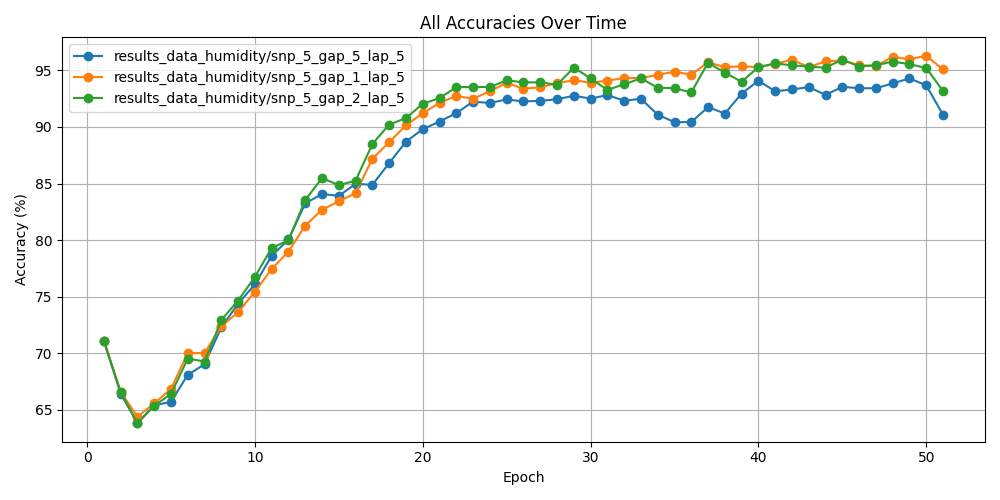 All Accuracies Over Time
results_data_humidity/snp_5_gap_5_lap_5
results_data_humidity/snp_5_gap_1_lap_5
results_data_humidity/snp_5_gap_2_lap_5
Accuracy (%)
95
90
85
80
75
70
65
0 10 20 30 40 50
Epoch